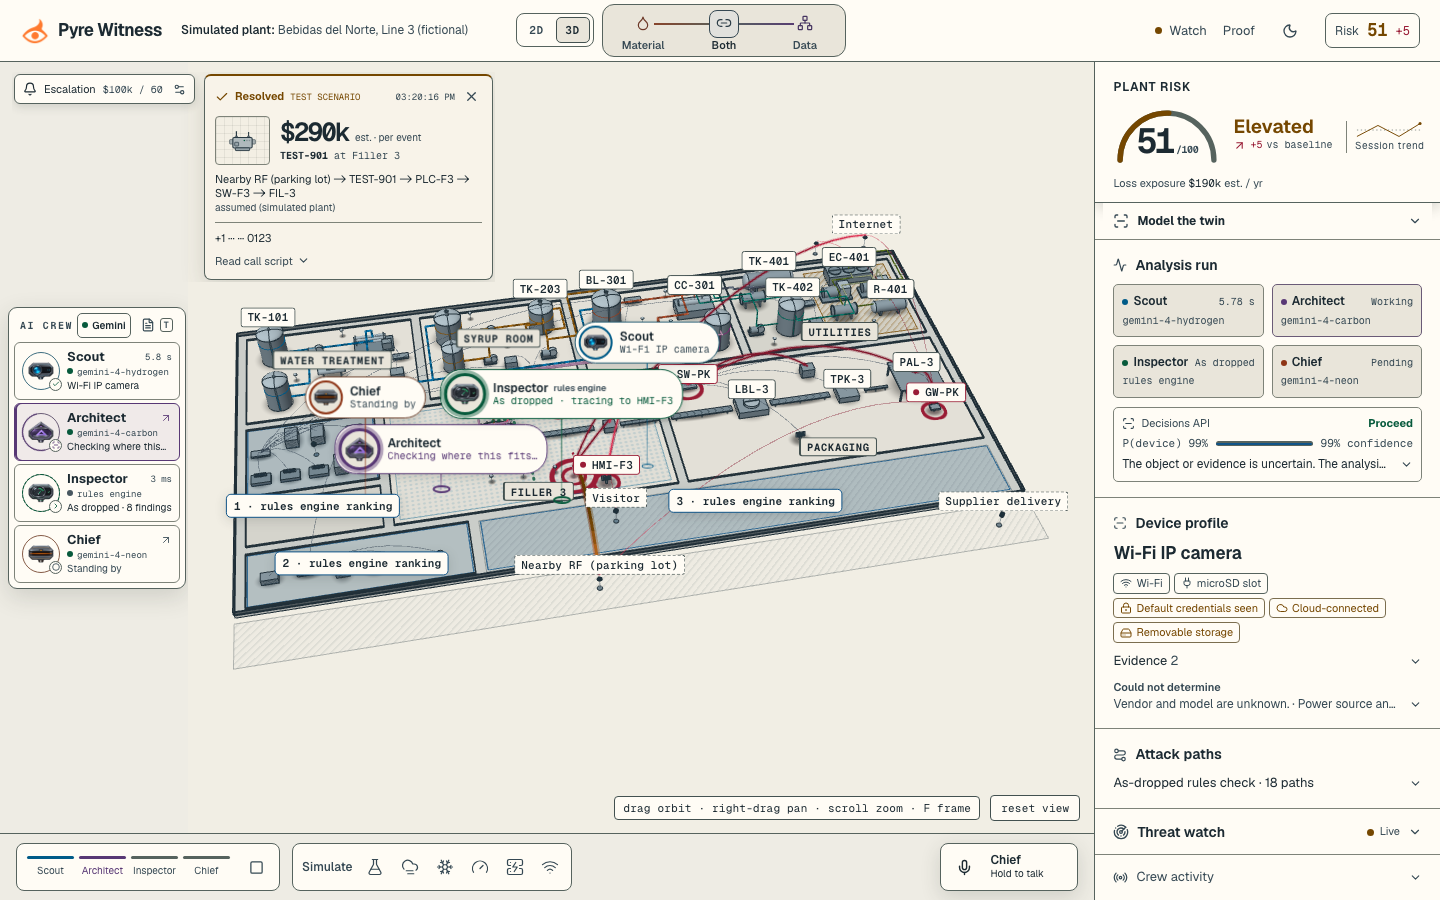 Pyre Witness
Simulated plant: Bebidas del Norte, Line 3 (fictional)
2D
3D
Material
Both
Data
Watch
Proof
Risk 51 +5
Escalation $100k / 60
Resolved TEST SCENARIO 03:20:16 PM
$290k est. · per event
TEST-901 at Filler 3
Nearby RF (parking lot) → TEST-901 → PLC-F3 →
SW-F3 → FIL-3
assumed (simulated plant)
+1 ··· ··· 0123
Read call script
AI CREW
Gemini
T
Scout 5.8 s
gemini-4-hydrogen
Wi-Fi IP camera
Architect
gemini-4-carbon
Checking where this...
Inspector 3 ms
rules engine
As dropped · 8 findings
Chief
gemini-4-neon
Standing by
Internet
TK-401
EC-401
BL-301
TK-203
CC-301
TK-402
R-401
TK-101
UTILITIES
SYRUP ROOM
Scout
Wi-Fi IP camera
WATER TREATMENT
PAL-3
SW-PK
TPK-3
LBL-3
GW-PK
Chief
Standing by
Inspector rules engine
As dropped · tracing to HMI-F3
Architect
Checking where this fits...
PACKAGING
HMI-F3
FILLER 3
Visitor
1 · rules engine ranking
3 · rules engine ranking
Supplier delivery
2 · rules engine ranking
Nearby RF (parking lot)
drag orbit · right-drag pan · scroll zoom · F frame
reset view
Scout
Architect
Inspector
Chief
Simulate
Chief
Hold to talk
PLANT RISK
51 /100
Elevated
+5 vs baseline
Session trend
Loss exposure $190k est. / yr
Model the twin
Analysis run
Scout 5.78 s
gemini-4-hydrogen
Architect Working
gemini-4-carbon
Inspector As dropped
rules engine
Chief Pending
gemini-4-neon
Decisions API Proceed
P(device) 99% 99% confidence
The object or evidence is uncertain. The analysi...
Device profile
Wi-Fi IP camera
Wi-Fi
microSD slot
Default credentials seen
Cloud-connected
Removable storage
Evidence 2
Could not determine
Vendor and model are unknown. · Power source an...
Attack paths
As-dropped rules check · 18 paths
Threat watch Live
Crew activity